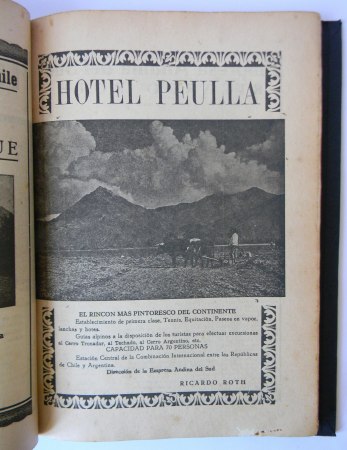 hile
UE
a
HOTEL PEULLA
EL RINCON MAS PINTORESCO DEL CONTINENTE
Establecimiento de primera clase, Tennis, Equitación, Paseos en vapor,
lanchas y botes.
Guías alpinos a la disposición de los turistas para efectuar excursiones
al Cerro Tronador, al Techado, al Cerro Argentino, etc.
CAPACIDAD PARA 70 PERSONAS
Estación Central de la Combinación Internacional entre las Repúblicas
de Chile y Argentina.
Dirección de la Empresa Andina del Sud
RICARDO ROTH